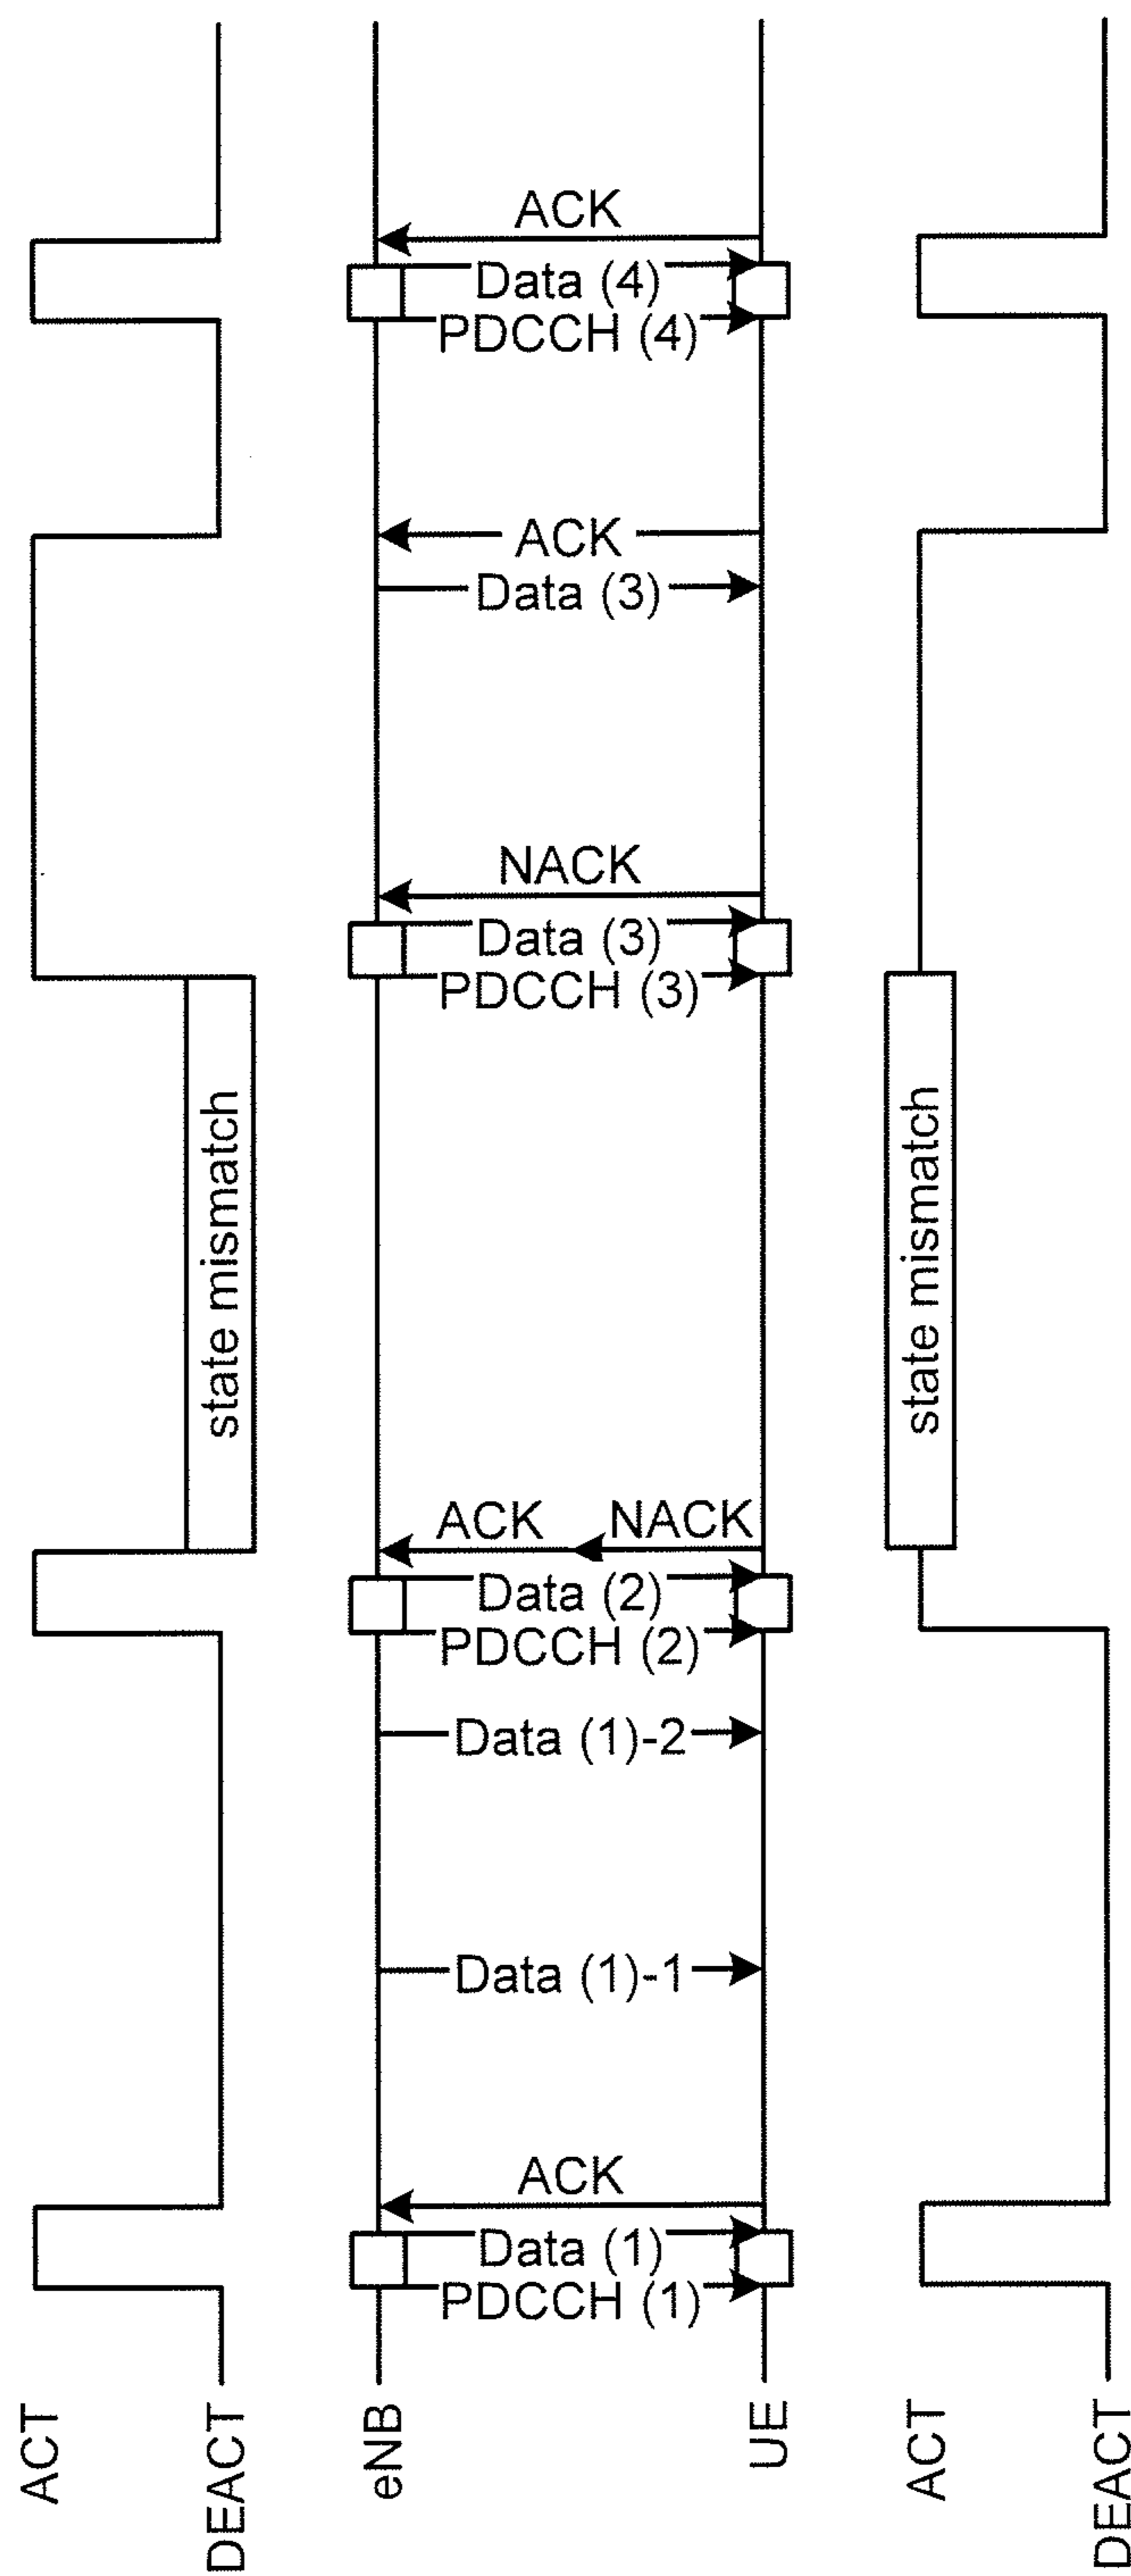 ACK
Data (4)
PDCCH (4)
ACK
Data (3)
NACK
Data (3)
PDCCH (3)
state mismatch
state mismatch
ACK
NACK
Data (2)
PDCCH (2)
Data (1)-2
Data (1)-1
ACK
Data (1)
PDCCH (1)
ACT
DEACT
eNB
UE
ACT
DEACT